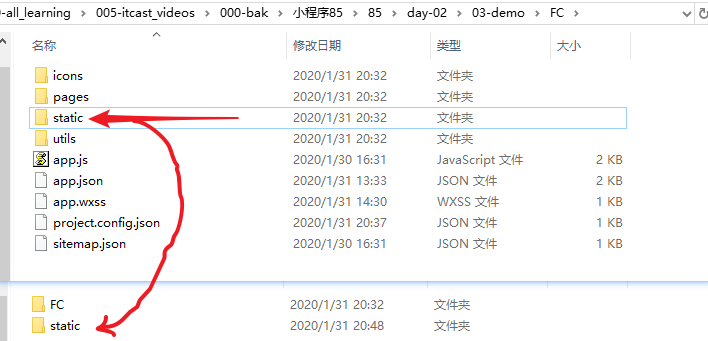 -all_learning > 005-itcast_videos > 000-bak > 小程序85 > 85 > day-02 > 03-demo > FC >
名称 修改日期 类型 大小
icons 2020/1/31 20:32 文件夹
pages 2020/1/31 20:32 文件夹
static 2020/1/31 20:32 文件夹
utils 2020/1/31 20:32 文件夹
app.js 2020/1/30 16:31 JavaScript 文件 2 KB
app.json 2020/1/31 13:33 JSON 文件 2 KB
app.wxss 2020/1/31 14:30 WXSS 文件 1 KB
project.config.json 2020/1/31 20:37 JSON 文件 1 KB
sitemap.json 2020/1/30 16:31 JSON 文件 1 KB
FC 2020/1/31 20:32 文件夹
static 2020/1/31 20:48 文件夹